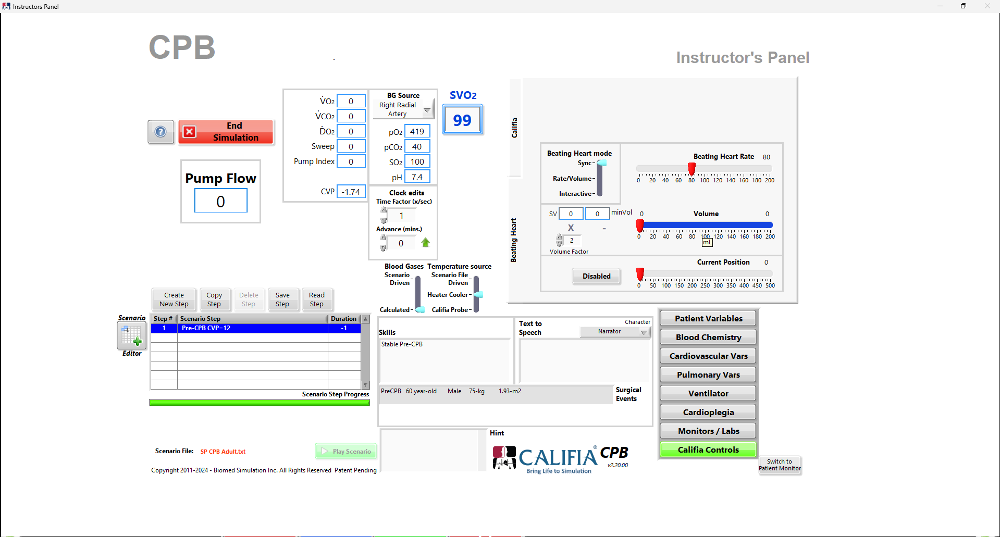 Instructors Panel
CPB
Instructor's Panel
End
Simulation
Pump Flow
0
V̇O2 0
V̇CO2 0
ḊO2 0
Sweep 0
Pump Index 0
CVP -1.74
BG Source
Right Radial
Artery
pO2 419
pCO2 40
SO2 100
pH 7.4
Clock edits
Time Factor (x/sec)
1
Advance (mins.)
0
SVO2
99
Califia
Beating Heart
Beating Heart mode
Sync
Rate/Volume
Interactive
Beating Heart Rate 80
0 20 40 60 80 100 120 140 160 180 200
SV 0 0 minVol
X =
2
Volume Factor
0 Volume 0
0 20 40 60 80 100 120 140 160 180 200
mL
Disabled
Current Position 0
0 50 100 150 200 250 300 350 400 450 500
Blood Gases
Scenario
Driven
Calculated
Temperature source
Scenario File
Driven
Heater Cooler
Califia Probe
Create
New Step
Copy
Step
Delete
Step
Save
Step
Read
Step
Scenario
Editor
Step # Scenario Step Duration
1 Pre-CPB CVP=12 -1
Scenario Step Progress
Skills
Stable Pre-CPB
Text to
Speech
Character
Narrator
PreCPB 60 year-old Male 75-kg 1.93-m2
Surgical
Events
Hint
Patient Variables
Blood Chemistry
Cardiovascular Vars
Pulmonary Vars
Ventilator
Cardioplegia
Monitors / Labs
Califia Controls
Switch to
Patient Monitor
Scenario File: SP CPB Adult.txt
Play Scenario
Copyright 2011-2024 - Biomed Simulation Inc. All Rights Reserved Patent Pending
CALIFIA® CPB
v2.20.00
Bring Life to Simulation